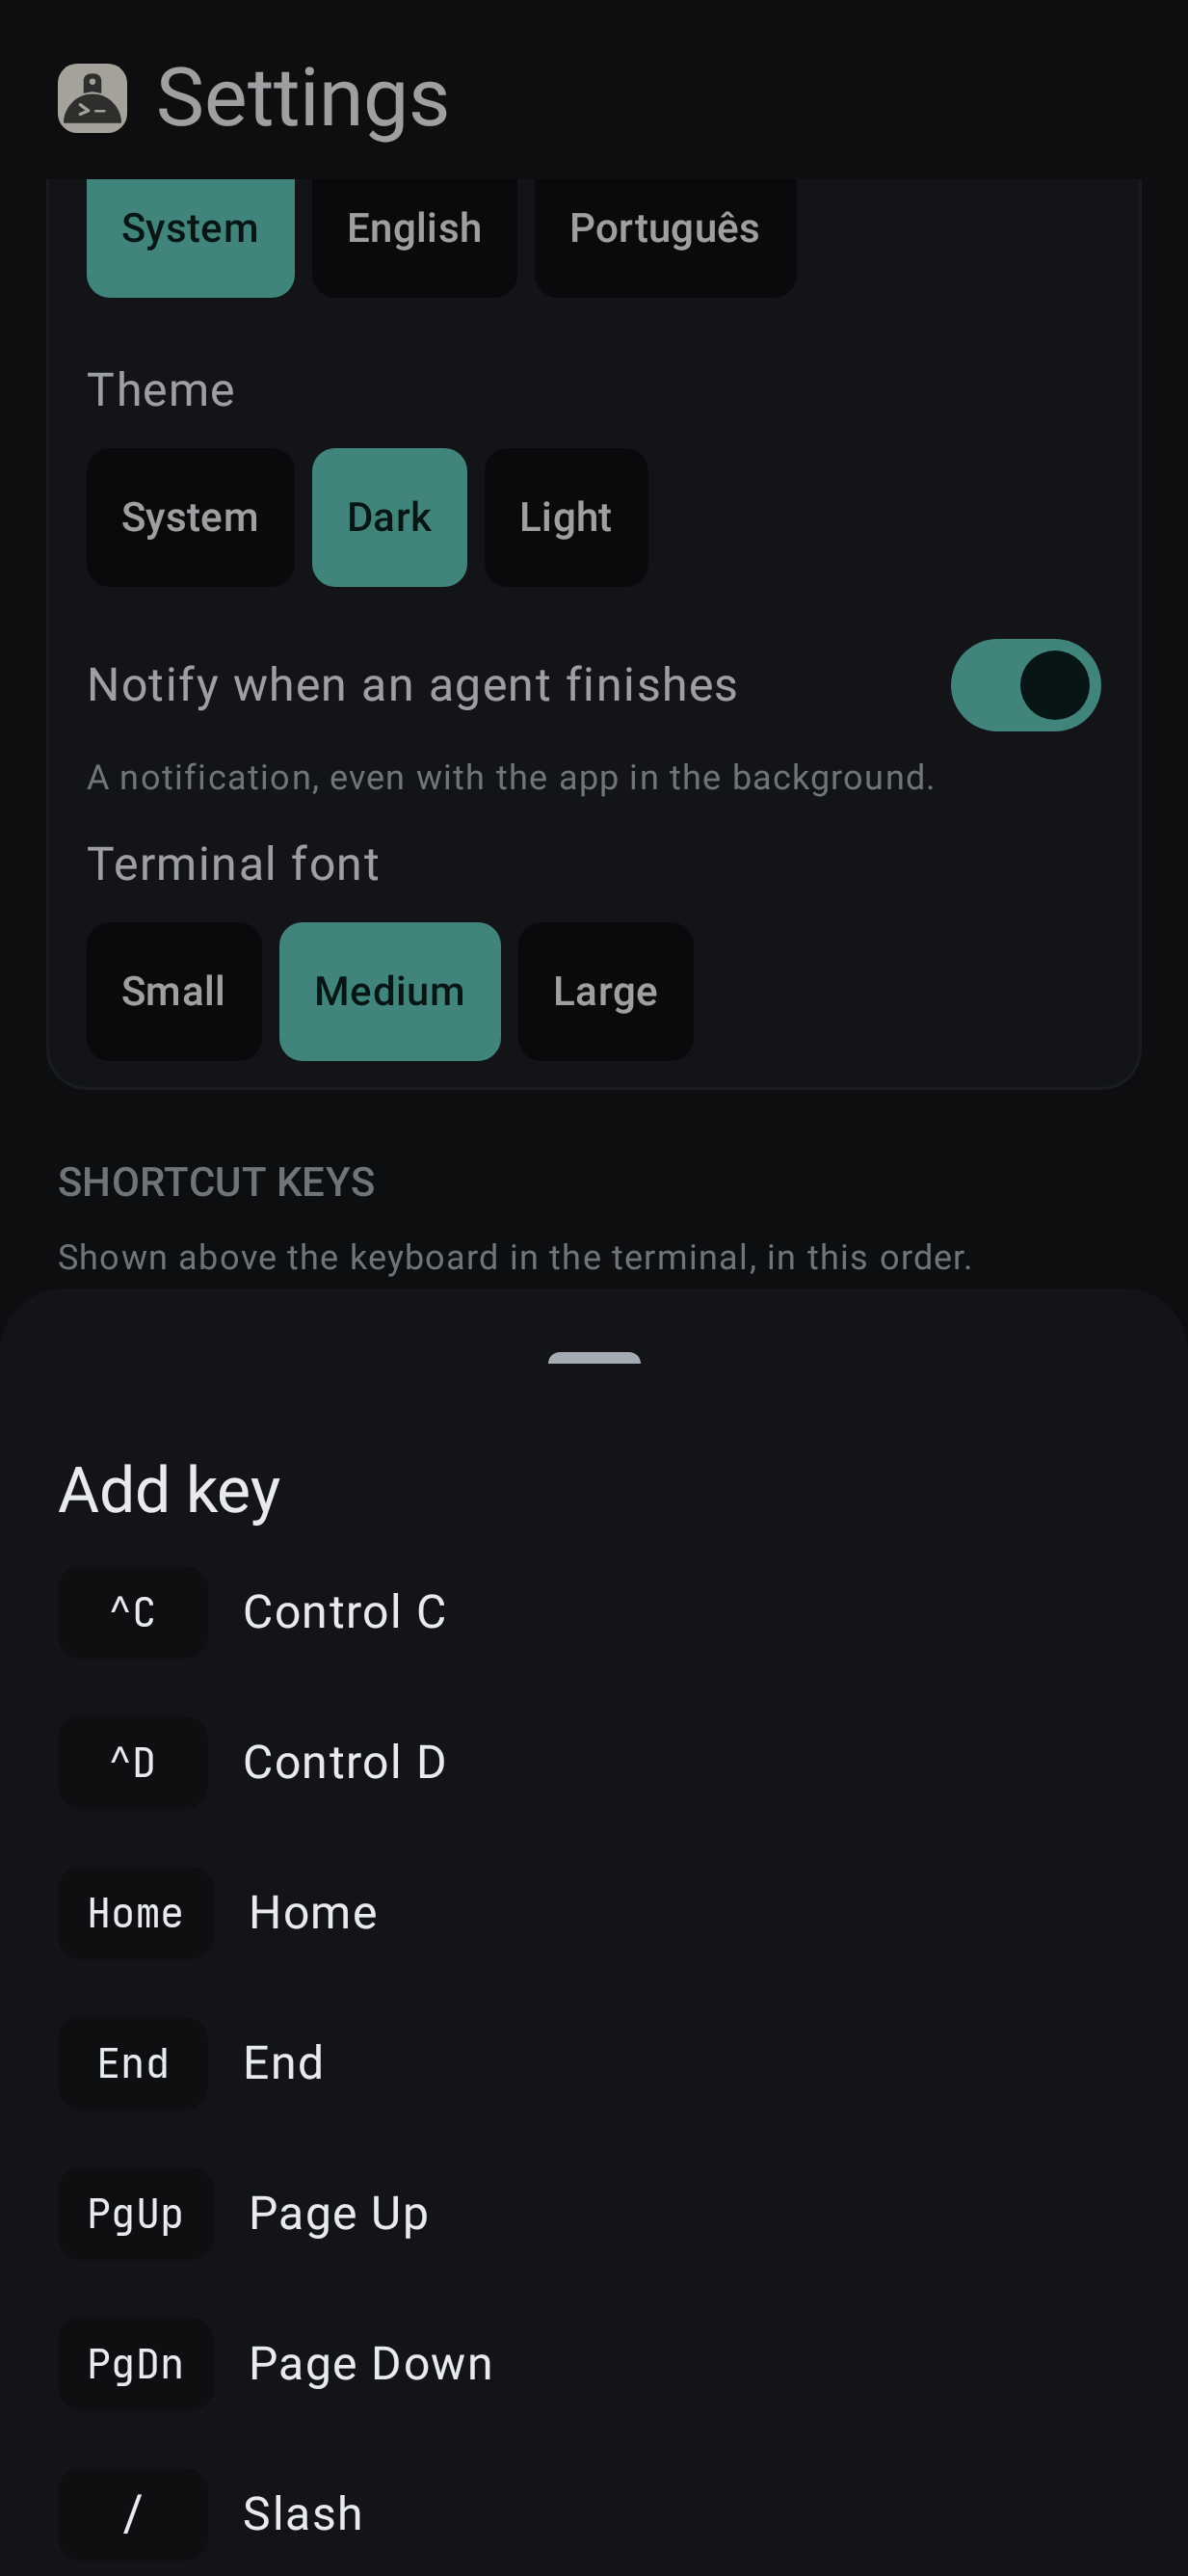 Settings
System English Português
Theme
System Dark Light
Notify when an agent finishes
A notification, even with the app in the background.
Terminal font
Small Medium Large
SHORTCUT KEYS
Shown above the keyboard in the terminal, in this order.
Add key
^C Control C
^D Control D
Home Home
End End
PgUp Page Up
PgDn Page Down
/ Slash